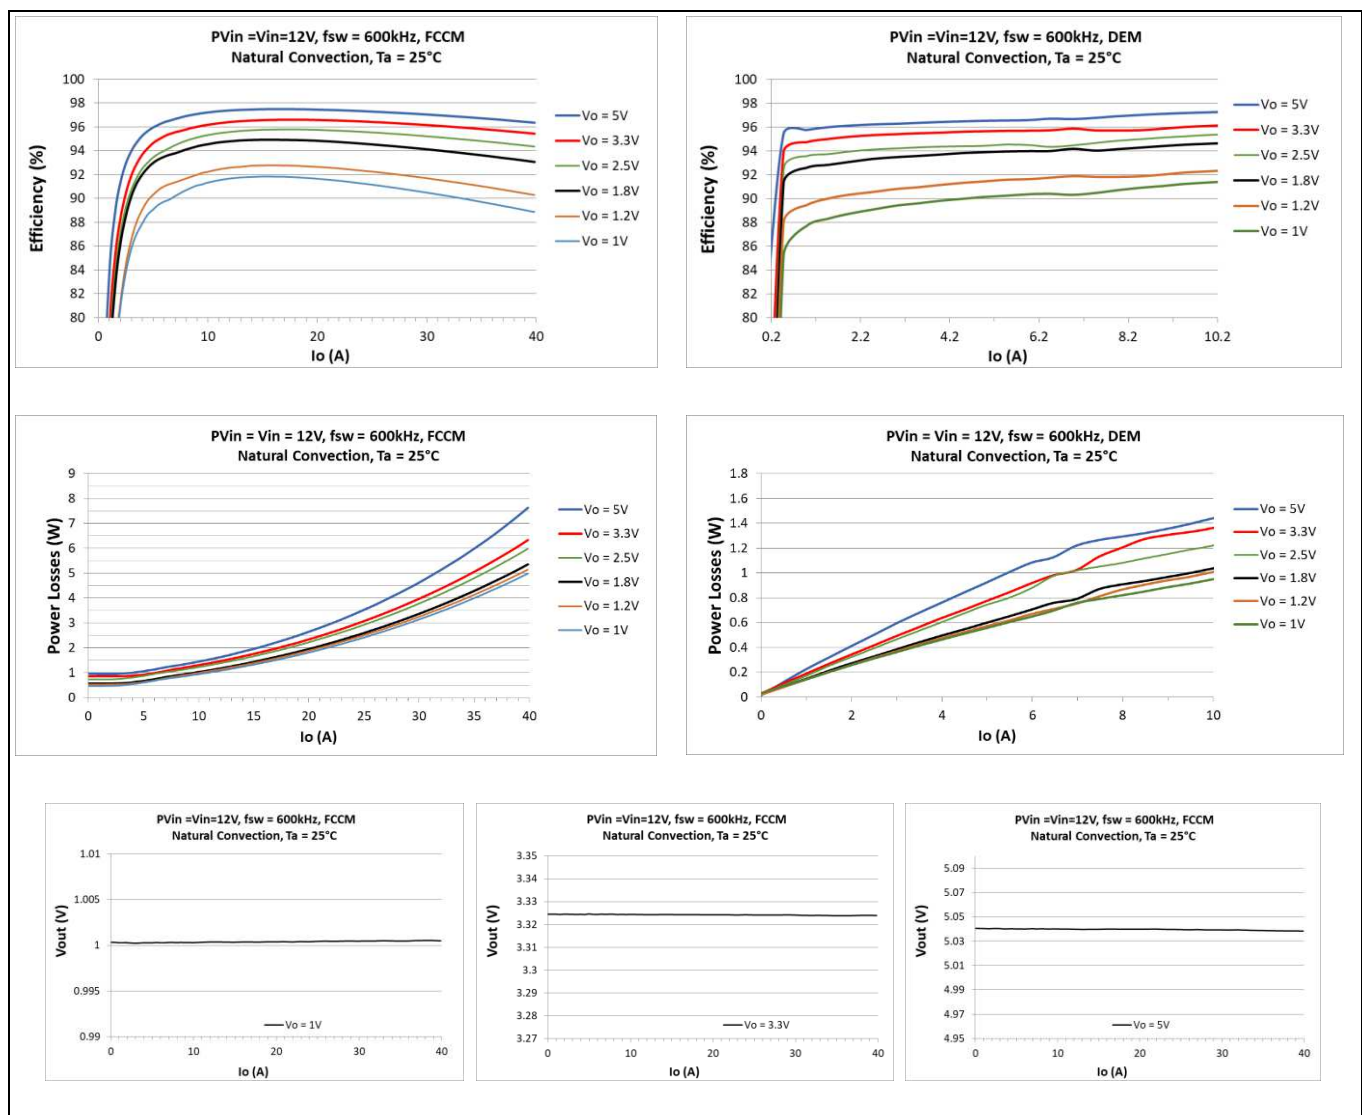 PVin =Vin=12V, fsw = 600kHz, FCCM
Natural Convection, Ta = 25°C
Efficiency (%)
100
98
96
94
92
90
88
86
84
82
80
0
10
20
30
40
Io (A)
Vo = 5V
Vo = 3.3V
Vo = 2.5V
Vo = 1.8V
Vo = 1.2V
Vo = 1V
PVin =Vin=12V, fsw = 600kHz, DEM
Natural Convection, Ta = 25°C
Efficiency (%)
100
98
96
94
92
90
88
86
84
82
80
0.2
2.2
4.2
6.2
8.2
10.2
Io (A)
Vo = 5V
Vo = 3.3V
Vo = 2.5V
Vo = 1.8V
Vo = 1.2V
Vo = 1V
PVin = Vin = 12V, fsw = 600kHz, FCCM
Natural Convection, Ta = 25°C
Power Losses (W)
9
8
7
6
5
4
3
2
1
0
0
5
10
15
20
25
30
35
40
Io (A)
Vo = 5V
Vo = 3.3V
Vo = 2.5V
Vo = 1.8V
Vo = 1.2V
Vo = 1V
PVin = Vin = 12V, fsw = 600kHz, DEM
Natural Convection, Ta = 25°C
Power Losses (W)
1.8
1.6
1.4
1.2
1
0.8
0.6
0.4
0.2
0
0
2
4
6
8
10
Io (A)
Vo = 5V
Vo = 3.3V
Vo = 2.5V
Vo = 1.8V
Vo = 1.2V
Vo = 1V
PVin =Vin=12V, fsw = 600kHz, FCCM
Natural Convection, Ta = 25°C
Vout (V)
1.01
1.005
1
0.995
0.99
0
10
20
30
40
Vo = 1V
Io (A)
PVin =Vin=12V, fsw = 600kHz, FCCM
Natural Convection, Ta = 25°C
Vout (V)
3.35
3.34
3.33
3.32
3.31
3.3
3.29
3.28
3.27
0
10
20
30
40
Vo = 3.3V
Io (A)
PVin =Vin=12V, fsw = 600kHz, FCCM
Natural Convection, Ta = 25°C
Vout (V)
5.09
5.07
5.05
5.03
5.01
4.99
4.97
4.95
0
10
20
30
40
Vo = 5V
Io (A)